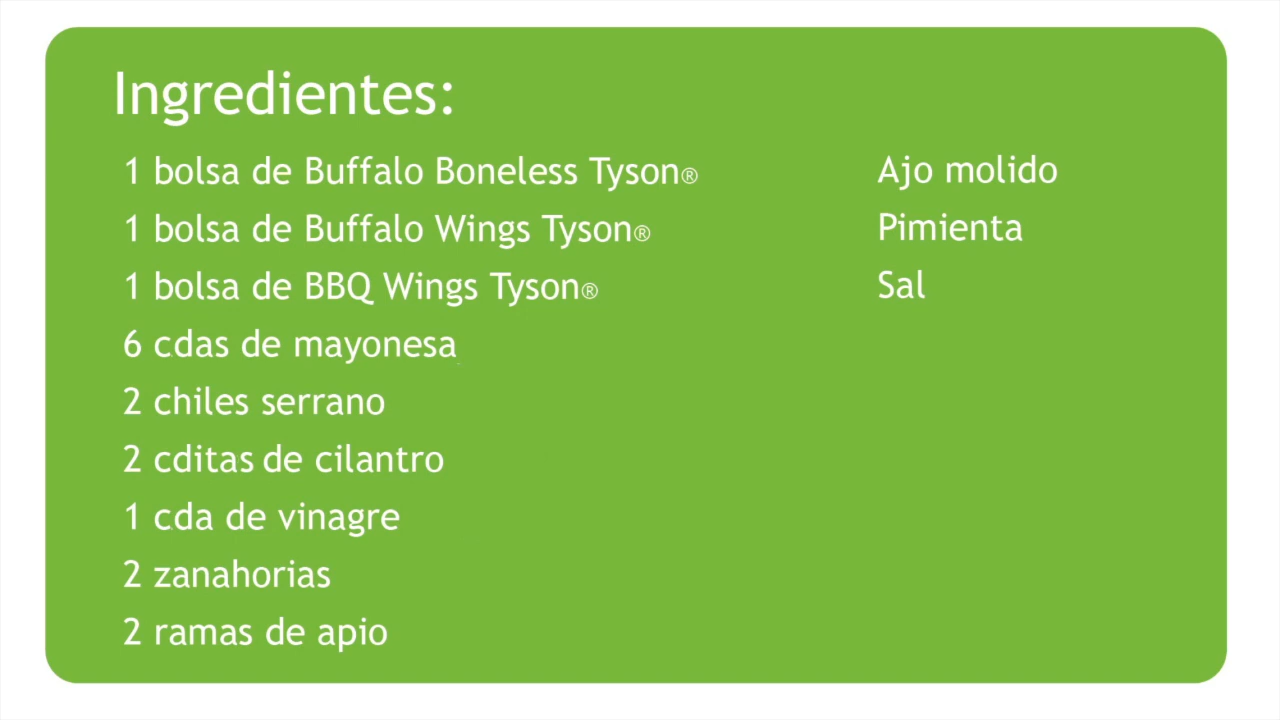 Ingredientes:
1 bolsa de Buffalo Boneless Tyson®
1 bolsa de Buffalo Wings Tyson®
1 bolsa de BBQ Wings Tyson®
6 cdas de mayonesa
2 chiles serrano
2 cditas de cilantro
1 cda de vinagre
2 zanahorias
2 ramas de apio
Ajo molido
Pimienta
Sal